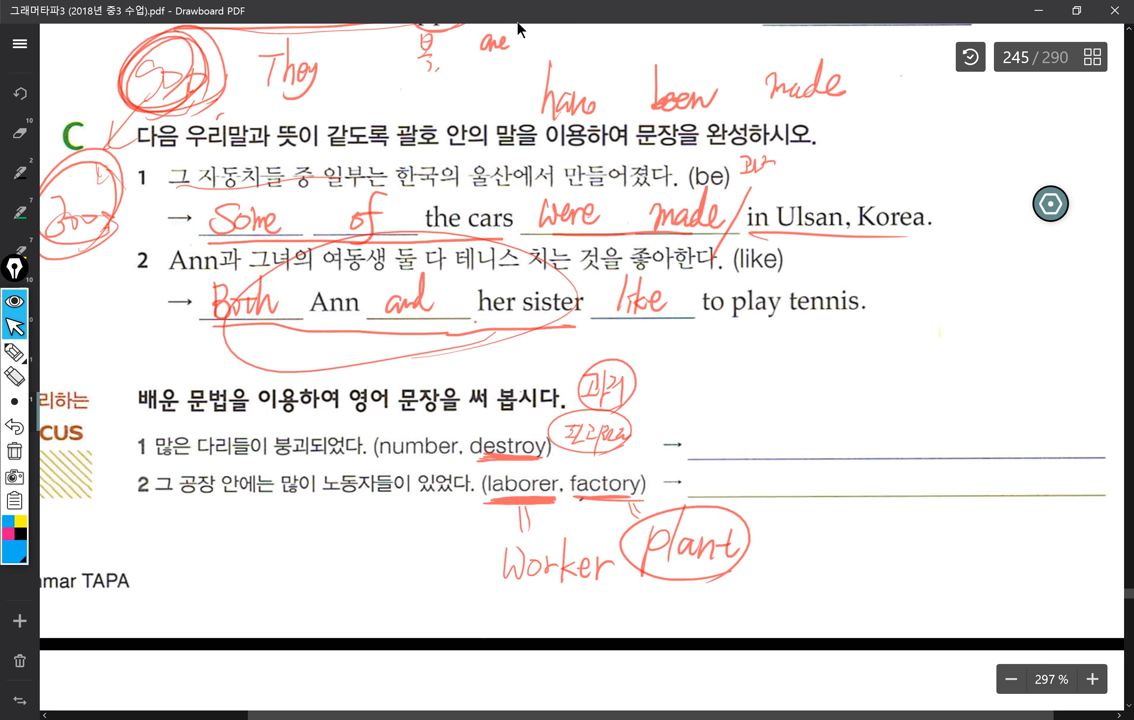 그래머타파3 (2018년 중3 수업).pdf - Drawboard PDF
245 / 290
복 are
They
have been made
C 다음 우리말과 뜻이 같도록 괄호 안의 말을 이용하여 문장을 완성하시오.
1 그 자동차들 중 일부는 한국의 울산에서 만들어졌다. (be)
→ Some of the cars were made / in Ulsan, Korea.
2 Ann과 그녀의 여동생 둘 다 테니스 치는 것을 좋아한다. (like)
→ Both Ann and her sister like to play tennis.
리하는
CUS
배운 문법을 이용하여 영어 문장을 써 봅시다.
1 많은 다리들이 붕괴되었다. (number, destroy) →
2 그 공장 안에는 많이 노동자들이 있었다. (laborer, factory) →
= =
Worker plant
mmar TAPA
297 %